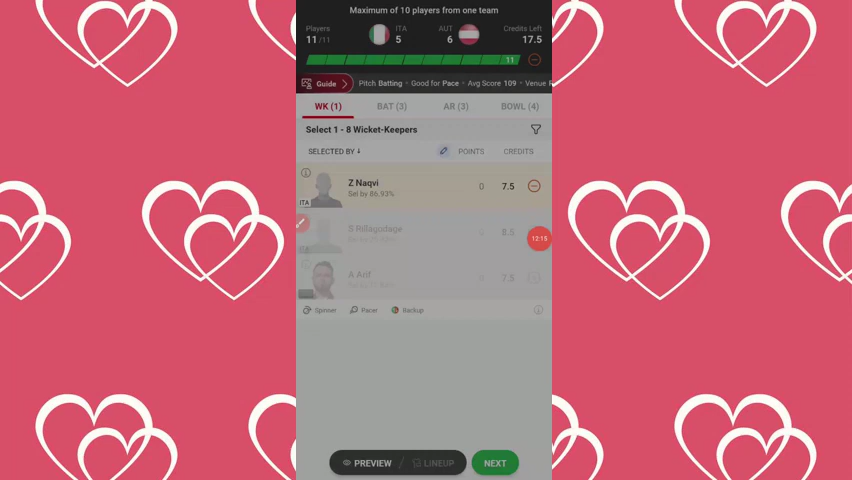 Maximum of 10 players from one team
Players
11/11
ITA
5
AUT
6
Credits Left
17.5
11
Guide
Pitch Batting • Good for Pace • Avg Score 109 • Venue
WK (1)
BAT (3)
AR (3)
BOWL (4)
Select 1 - 8 Wicket-Keepers
SELECTED BY
POINTS
CREDITS
Z Naqvi
Sel by 86.93%
0
7.5
ITA
S Rillagodage
8.5
12:15
A Arif
7.5
Spinner
Pacer
Backup
PREVIEW
LINEUP
NEXT